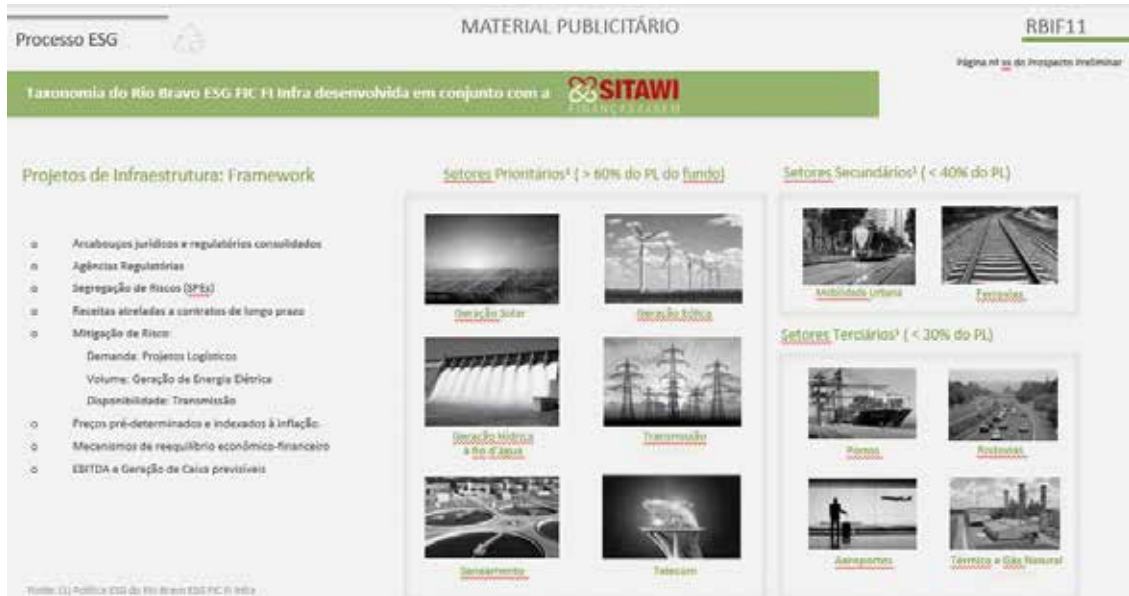 Processo ESG
MATERIAL PUBLICITÁRIO
RBIF11
Página nº xx do Prospecto Preliminar
Taxonomia do Rio Bravo ESG FIC FI Infra desenvolvida em conjunto com a
SITAWI
FINANÇAS DO BEM
Projetos de Infraestrutura: Framework
Arcabouços jurídicos e regulatórios consolidados
Agências Regulatórias
Segregação de Riscos (SPEs)
Receitas atreladas a contratos de longo prazo
Mitigação de Risco:
Demanda: Projetos Logísticos
Volume: Geração de Energia Elétrica
Disponibilidade: Transmissão
Preços pré-determinados e indexados à inflação.
Mecanismos de reequilíbrio econômico-financeiro
EBITDA e Geração de Caixa previsíveis
Setores Prioritários¹ ( > 60% do PL do fundo)
Geração Solar
Geração Eólica
Geração Hídrica
a fio d'água
Transmissão
Saneamento
Telecom
Setores Secundários¹ ( < 40% do PL)
Mobilidade Urbana
Ferrovias
Setores Terciários¹ ( < 30% do PL)
Portos
Rodovias
Aeroportos
Térmica a Gás Natural
Fonte: (1) Política ESG do Rio Bravo ESG FIC FI Infra